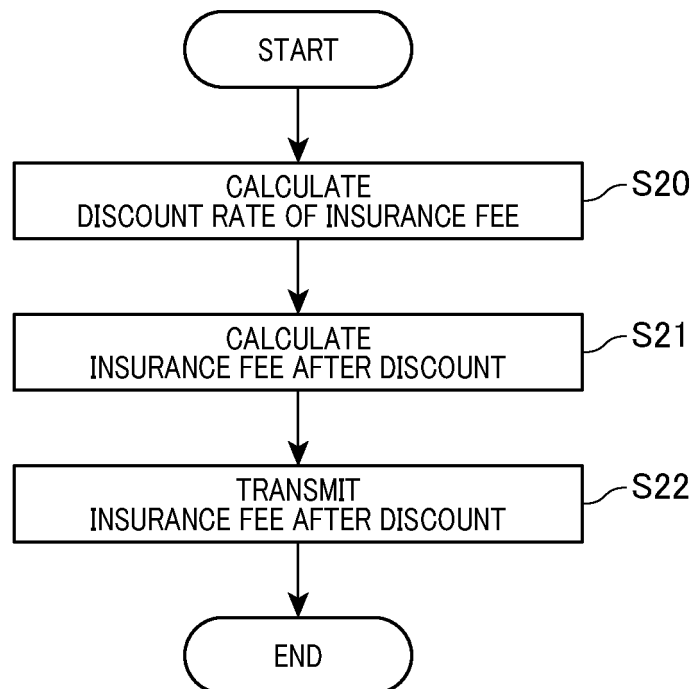 START
CALCULATE
DISCOUNT RATE OF INSURANCE FEE
S20
CALCULATE
INSURANCE FEE AFTER DISCOUNT
S21
TRANSMIT
INSURANCE FEE AFTER DISCOUNT
S22
END